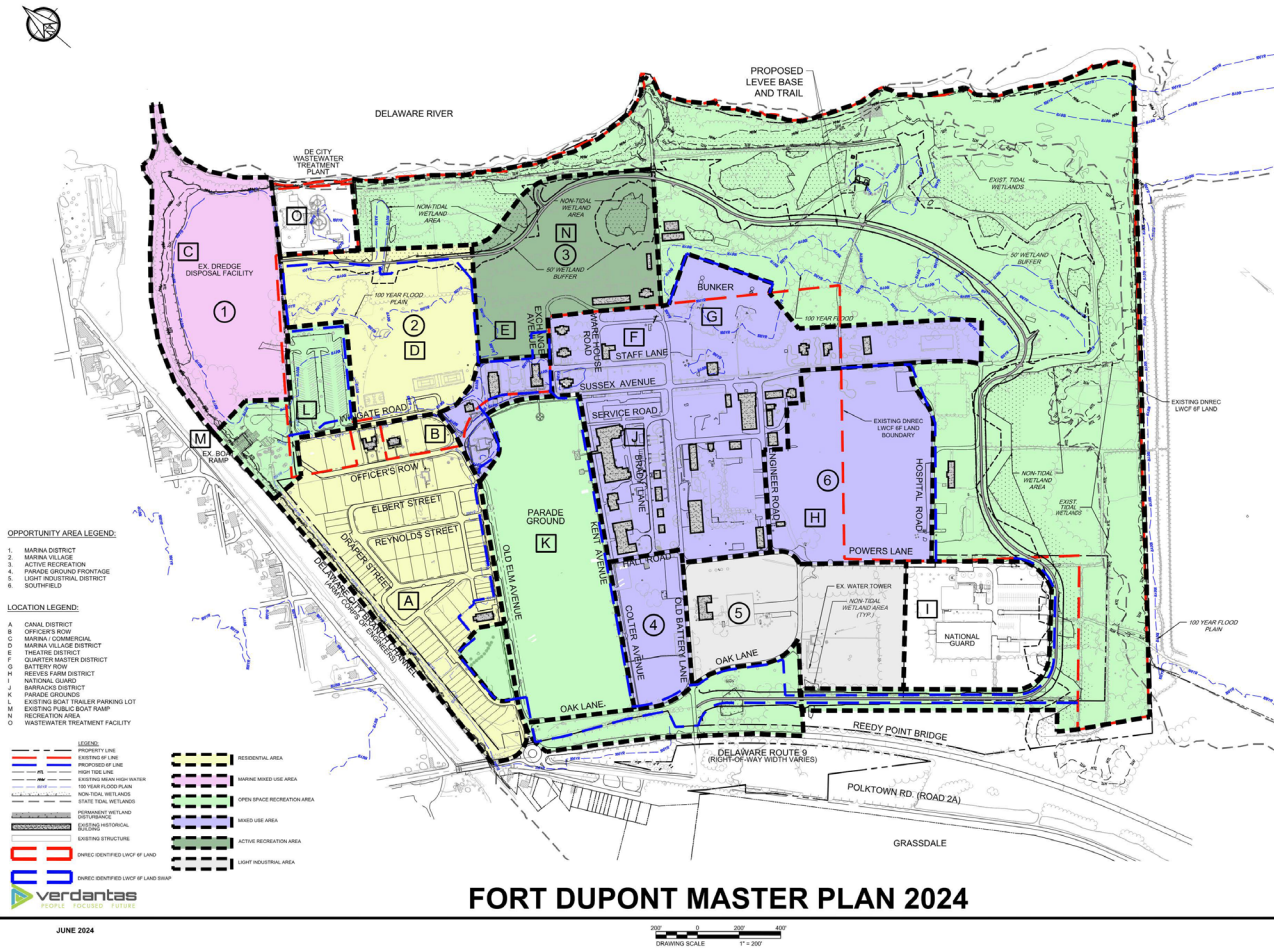 PROPOSED
LEVEE BASE
AND TRAIL
DELAWARE RIVER
DE CITY
WASTEWATER
TREATMENT
PLANT
EXIST. TIDAL
WETLANDS
NON-TIDAL
WETLAND
AREA
NON-TIDAL
WETLAND
AREA
O
N
3
C
EX. DREDGE
DISPOSAL FACILITY
50' WETLAND
BUFFER
50' WETLAND
BUFFER
BUNKER
100 YEAR FLOOD
PLAIN
1
2
D
E
EXCHANGE
AVENUE
WAREHOUSE
ROAD
F
G
100 YEAR FLOOD
STAFF LANE
SUSSEX AVENUE
EXISTING DNREC
LWCF 6F LAND
L
WINGATE ROAD
SERVICE ROAD
EXISTING DNREC
LWCF 6F LAND
BOUNDARY
M
EX. BOAT
RAMP
B
J
OFFICER'S ROW
BRADY LANE
ENGINEER ROAD
HOSPITAL ROAD
NON-TIDAL
WETLAND
AREA
6
ELBERT STREET
REYNOLDS STREET
PARADE
GROUND
K
H
EXIST.
TIDAL
WETLANDS
DRAPER STREET
OLD ELM AVENUE
KENT AVENUE
HALL ROAD
POWERS LANE
DELAWARE CITY BRANCH CHANNEL
(ARMY CORPS OF ENGINEERS)
A
EX. WATER TOWER
NON-TIDAL
WETLAND AREA
(TYP.)
I
NATIONAL
GUARD
4
5
COLTER AVENUE
OLD BATTERY LANE
100 YEAR FLOOD
PLAIN
OAK LANE
OAK LANE
REEDY POINT BRIDGE
DELAWARE ROUTE 9
(RIGHT-OF-WAY WIDTH VARIES)
POLKTOWN RD. (ROAD 2A)
GRASSDALE
OPPORTUNITY AREA LEGEND:
1. MARINA DISTRICT
2. MARINA VILLAGE
3. ACTIVE RECREATION
4. PARADE GROUND FRONTAGE
5. LIGHT INDUSTRIAL DISTRICT
6. SOUTHFIELD
LOCATION LEGEND:
A CANAL DISTRICT
B OFFICER'S ROW
C MARINA / COMMERCIAL
D MARINA VILLAGE DISTRICT
E THEATRE DISTRICT
F QUARTER MASTER DISTRICT
G BATTERY ROW
H REEVES FARM DISTRICT
I NATIONAL GUARD
J BARRACKS DISTRICT
K PARADE GROUNDS
L EXISTING BOAT TRAILER PARKING LOT
M EXISTING PUBLIC BOAT RAMP
N RECREATION AREA
O WASTEWATER TREATMENT FACILITY
LEGEND:
PROPERTY LINE
EXISTING 6F LINE
PROPOSED 6F LINE
HIGH TIDE LINE
EXISTING MEAN HIGH WATER
100 YEAR FLOOD PLAIN
NON-TIDAL WETLANDS
STATE TIDAL WETLANDS
PERMANENT WETLAND
DISTURBANCE
EXISTING HISTORICAL
BUILDING
EXISTING STRUCTURE
DNREC IDENTIFIED LWCF 6F LAND
DNREC IDENTIFIED LWCF 6F LAND SWAP
RESIDENTIAL AREA
MARINE MIXED USE AREA
OPEN SPACE RECREATION AREA
MIXED USE AREA
ACTIVE RECREATION AREA
LIGHT INDUSTRIAL AREA
verdantas
PEOPLE FOCUSED FUTURE
FORT DUPONT MASTER PLAN 2024
JUNE 2024
200' 0 200' 400'
DRAWING SCALE 1" = 200'